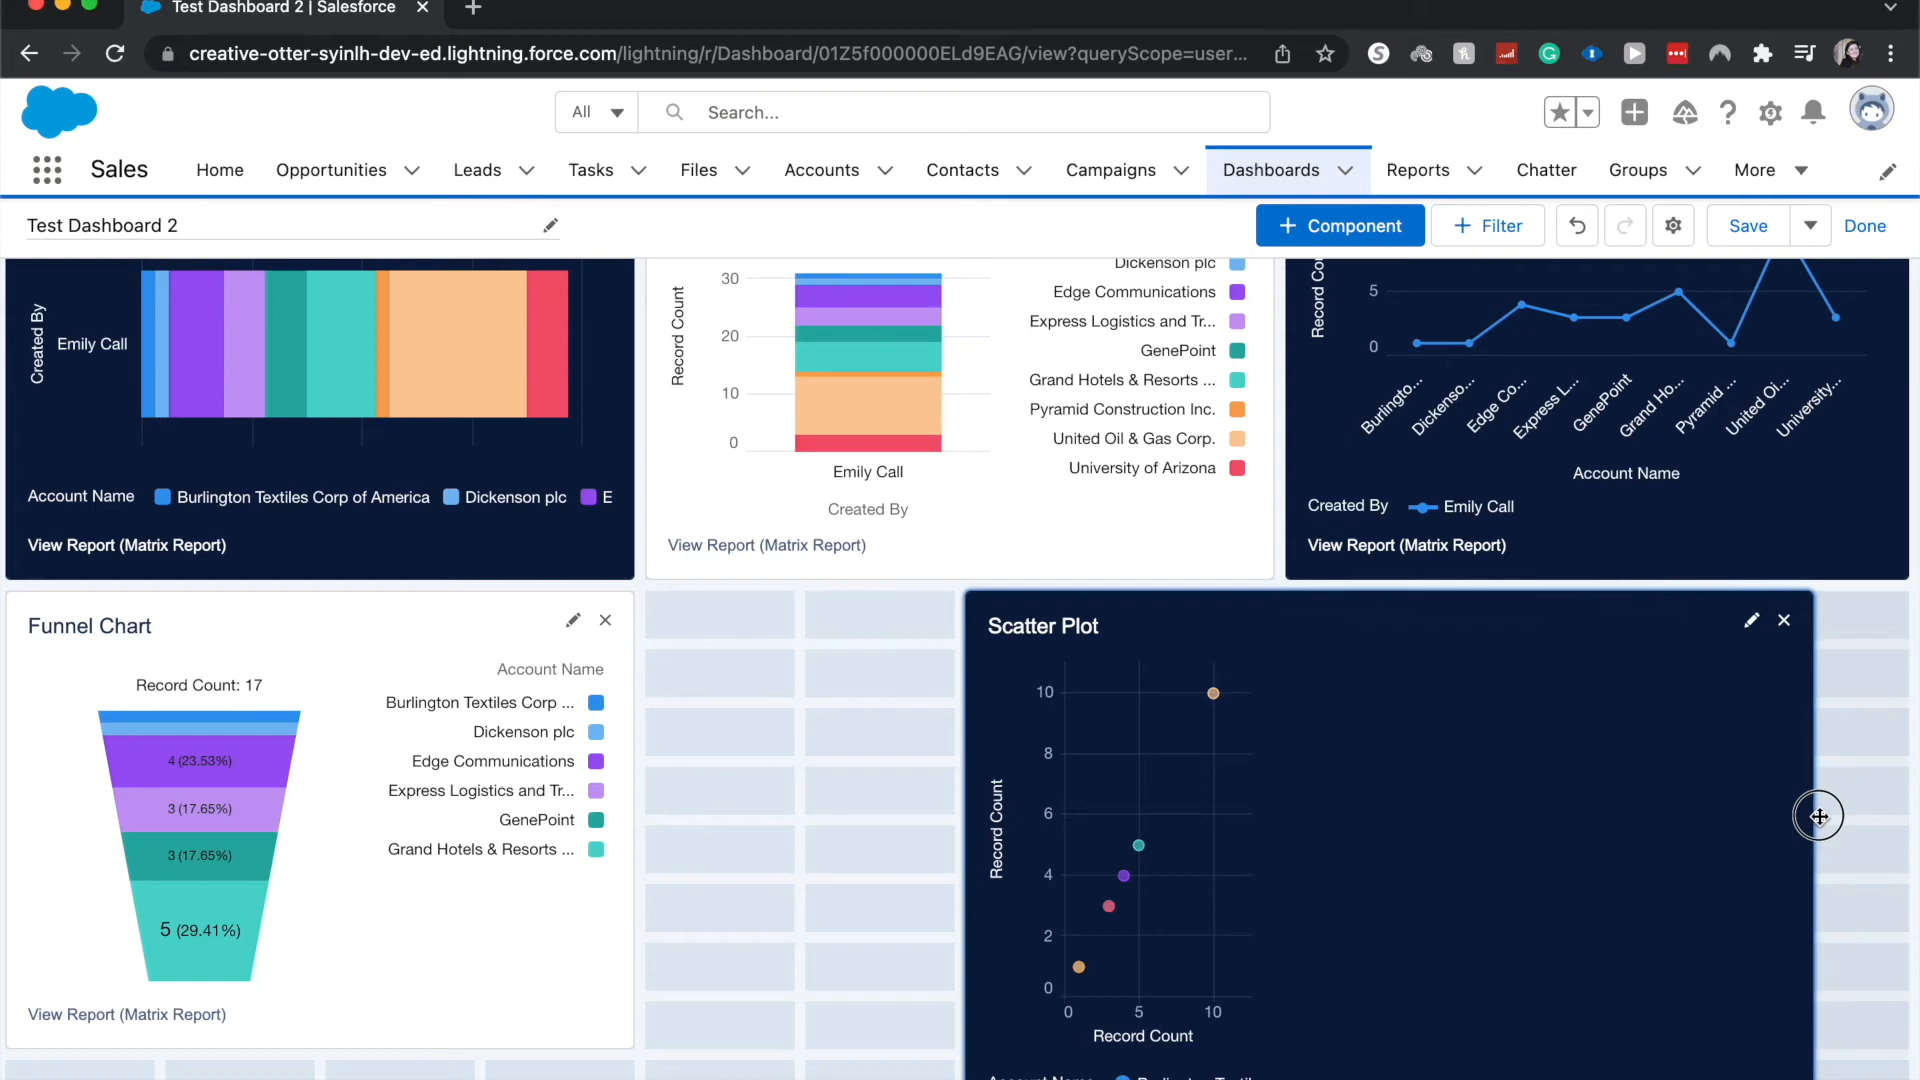 Test Dashboard 2 | Salesforce
creative-otter-syinlh-dev-ed.lightning.force.com/lightning/r/Dashboard/01Z5f000000ELd9EAG/view?queryScope=user...
All
Search...
Sales
Home
Opportunities
Leads
Tasks
Files
Accounts
Contacts
Campaigns
Dashboards
Reports
Chatter
Groups
More
Test Dashboard 2
+ Component
+ Filter
Save
Done
Created By
Emily Call
Account Name
Burlington Textiles Corp of America
Dickenson plc
E
View Report (Matrix Report)
Record Count
30
20
10
0
Emily Call
Created By
Dickenson plc
Edge Communications
Express Logistics and Tr...
GenePoint
Grand Hotels & Resorts ...
Pyramid Construction Inc.
United Oil & Gas Corp.
University of Arizona
View Report (Matrix Report)
Record Cou
5
0
Burlingto...
Dickenso...
Edge Co...
Express L...
GenePoint
Grand Ho...
Pyramid ...
United Oi...
University...
Account Name
Created By
Emily Call
View Report (Matrix Report)
Funnel Chart
Record Count: 17
4 (23.53%)
3 (17.65%)
3 (17.65%)
5 (29.41%)
Account Name
Burlington Textiles Corp ...
Dickenson plc
Edge Communications
Express Logistics and Tr...
GenePoint
Grand Hotels & Resorts ...
View Report (Matrix Report)
Scatter Plot
Record Count
10
8
6
4
2
0
0
5
10
Record Count